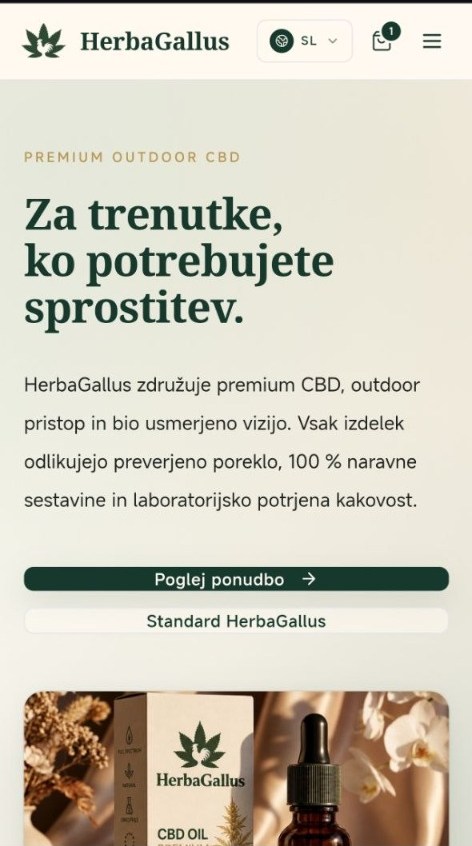 HerbaGallus
SL
1
PREMIUM OUTDOOR CBD
Za trenutke,
ko potrebujete
sprostitev.
HerbaGallus združuje premium CBD, outdoor
pristop in bio usmerjeno vizijo. Vsak izdelek
odlikujejo preverjeno poreklo, 100 % naravne
sestavine in laboratorijsko potrjena kakovost.
Poglej ponudbo →
Standard HerbaGallus
HerbaGallus
CBD OIL